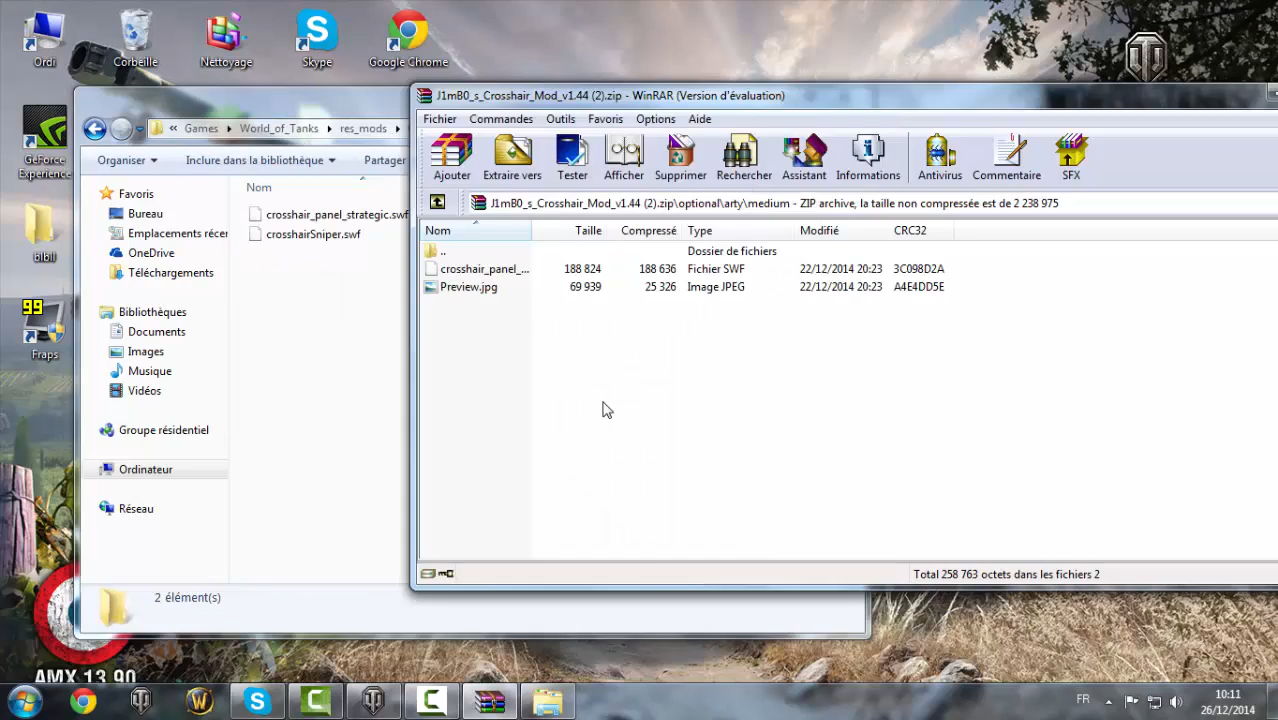 Ordi
Corbeille
Nettoyage
Skype
Google Chrome
GeForce
Experience
bibli
99
Fraps
« Games World_of_Tanks res_mods
Organiser Inclure dans la bibliothèque Partager
Favoris
Bureau
Emplacements récen
OneDrive
Téléchargements
Bibliothèques
Documents
Images
Musique
Vidéos
Groupe résidentiel
Ordinateur
Réseau
Nom
crosshair_panel_strategic.swf
crosshairSniper.swf
2 élément(s)
J1mB0_s_Crosshair_Mod_v1.44 (2).zip - WinRAR (Version d'évaluation)
Fichier Commandes Outils Favoris Options Aide
Ajouter Extraire vers Tester Afficher Supprimer Rechercher Assistant Informations Antivirus Commentaire SFX
J1mB0_s_Crosshair_Mod_v1.44 (2).zip\optional\arty\medium - ZIP archive, la taille non compressée est de 2 238 975
Nom Taille Compressé Type Modifié CRC32
.. Dossier de fichiers
crosshair_panel_... 188 824 188 636 Fichier SWF 22/12/2014 20:23 3C098D2A
Preview.jpg 69 939 25 326 Image JPEG 22/12/2014 20:23 A4E4DD5E
Total 258 763 octets dans les fichiers 2
AMX 13 90
FR
10:11
26/12/2014